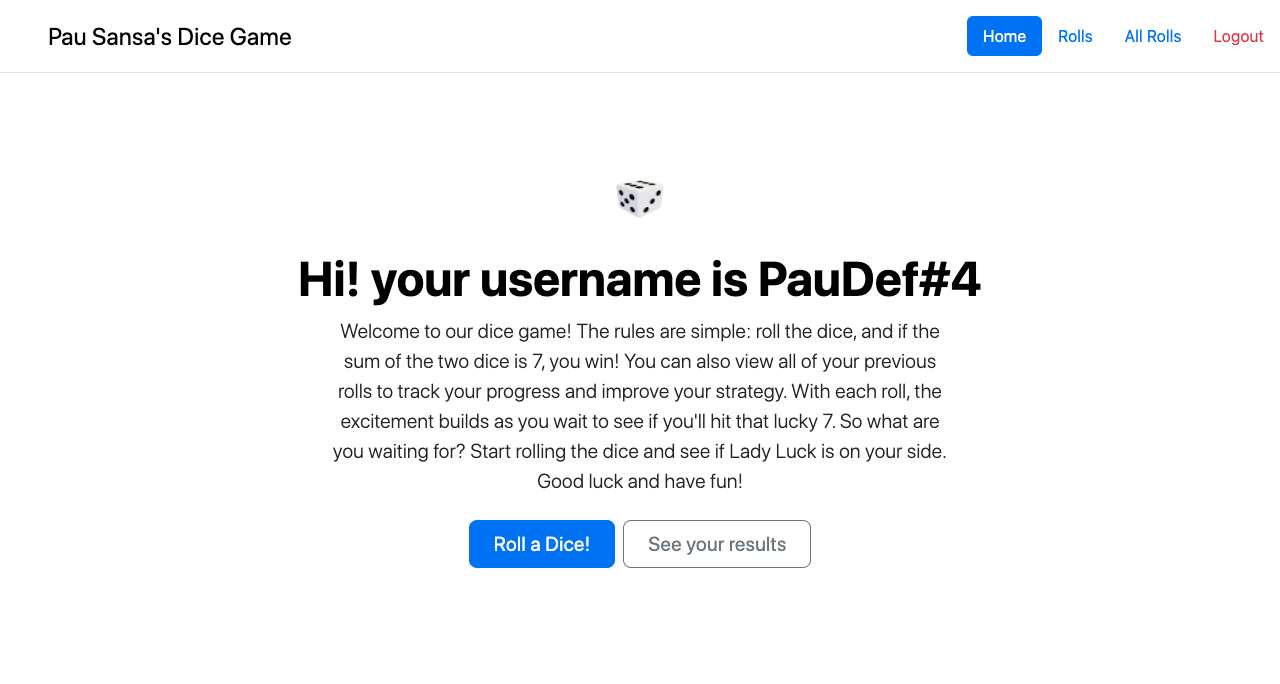 Pau Sansa's Dice Game
Home
Rolls
All Rolls
Logout
Hi! your username is PauDef#4
Welcome to our dice game! The rules are simple: roll the dice, and if the
sum of the two dice is 7, you win! You can also view all of your previous
rolls to track your progress and improve your strategy. With each roll, the
excitement builds as you wait to see if you'll hit that lucky 7. So what are
you waiting for? Start rolling the dice and see if Lady Luck is on your side.
Good luck and have fun!
Roll a Dice!
See your results